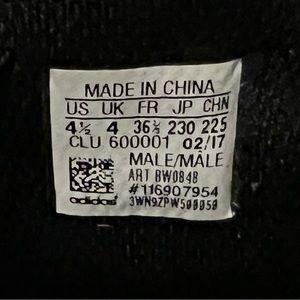 MADE IN CHINA
US UK FR JP CHN
4½ 4 36⅔ 230 225
CLU 600001 02/17
MALE/MALE
ART BW0848
#116907954
3WN9ZPW500050
adidas